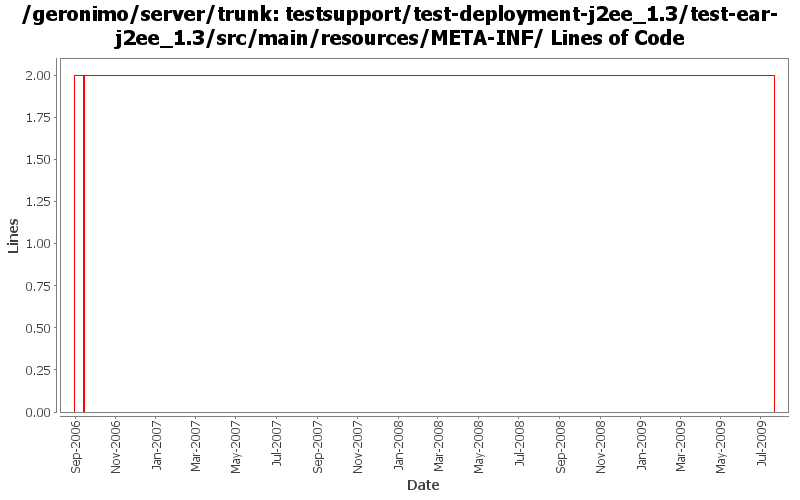 /geronimo/server/trunk: testsupport/test-deployment-j2ee_1.3/test-ear-
j2ee_1.3/src/main/resources/META-INF/ Lines of Code
2.00
1.75
1.50
1.25
1.00
0.75
0.50
0.25
0.00
Lines
Sep-2006
Nov-2006
Jan-2007
Mar-2007
May-2007
Jul-2007
Sep-2007
Nov-2007
Jan-2008
Mar-2008
May-2008
Jul-2008
Sep-2008
Nov-2008
Jan-2009
Mar-2009
May-2009
Jul-2009
Date